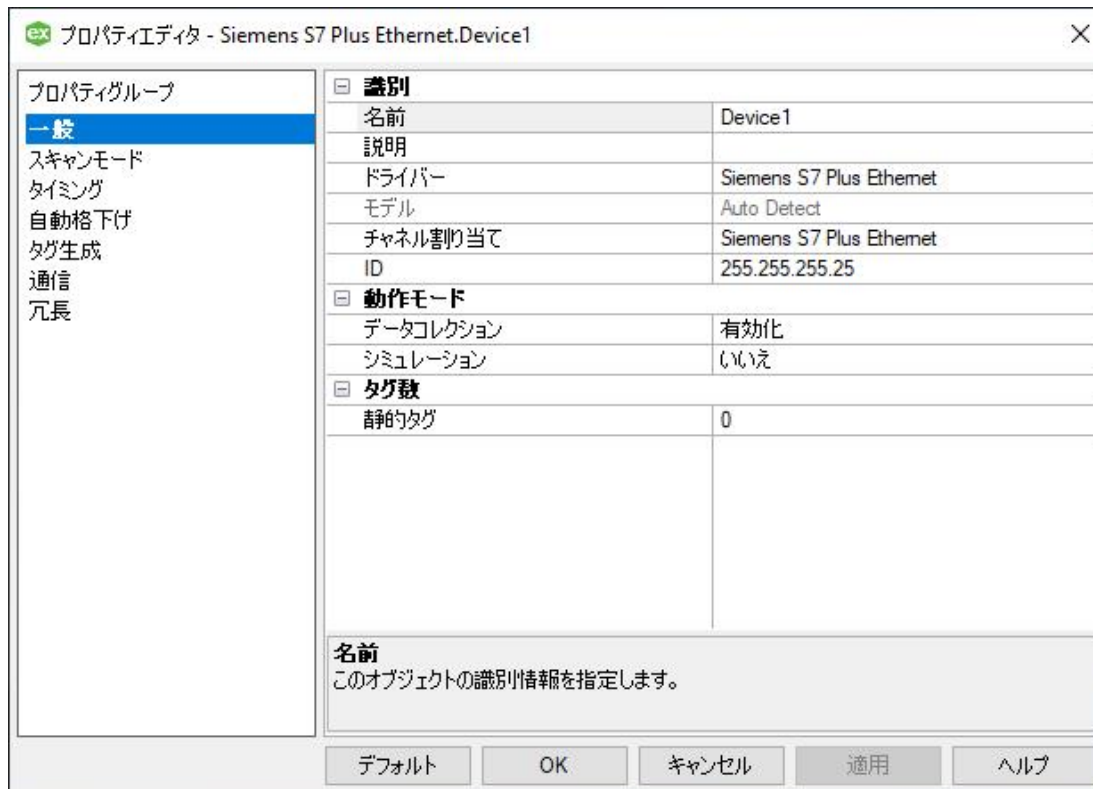 ex プロパティエディタ - Siemens S7 Plus Ethernet.Device1
プロパティグループ
一般
スキャンモード
タイミング
自動格下げ
タグ生成
通信
冗長
識別
名前 Device1
説明
ドライバー Siemens S7 Plus Ethernet
モデル Auto Detect
チャネル割り当て Siemens S7 Plus Ethernet
ID 255.255.255.25
動作モード
データコレクション 有効化
シミュレーション いいえ
タグ数
静的タグ 0
名前
このオブジェクトの識別情報を指定します。
デフォルト OK キャンセル 適用 ヘルプ